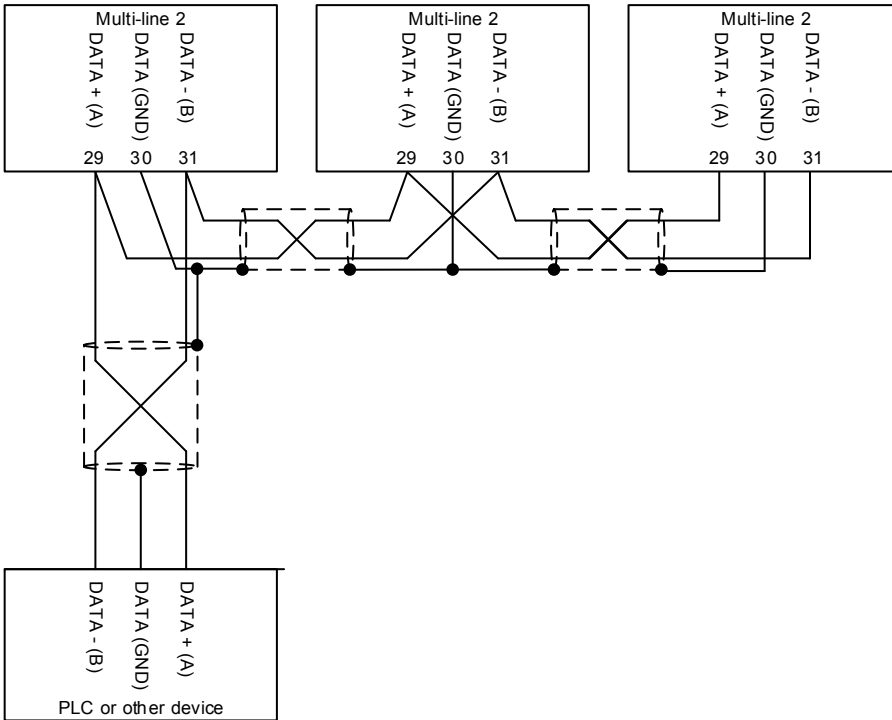 Multi-line 2
DATA + (A)
DATA (GND)
DATA - (B)
29 30 31
Multi-line 2
DATA + (A)
DATA (GND)
DATA - (B)
29 30 31
Multi-line 2
DATA + (A)
DATA (GND)
DATA - (B)
29 30 31
DATA - (B)
DATA (GND)
DATA + (A)
PLC or other device